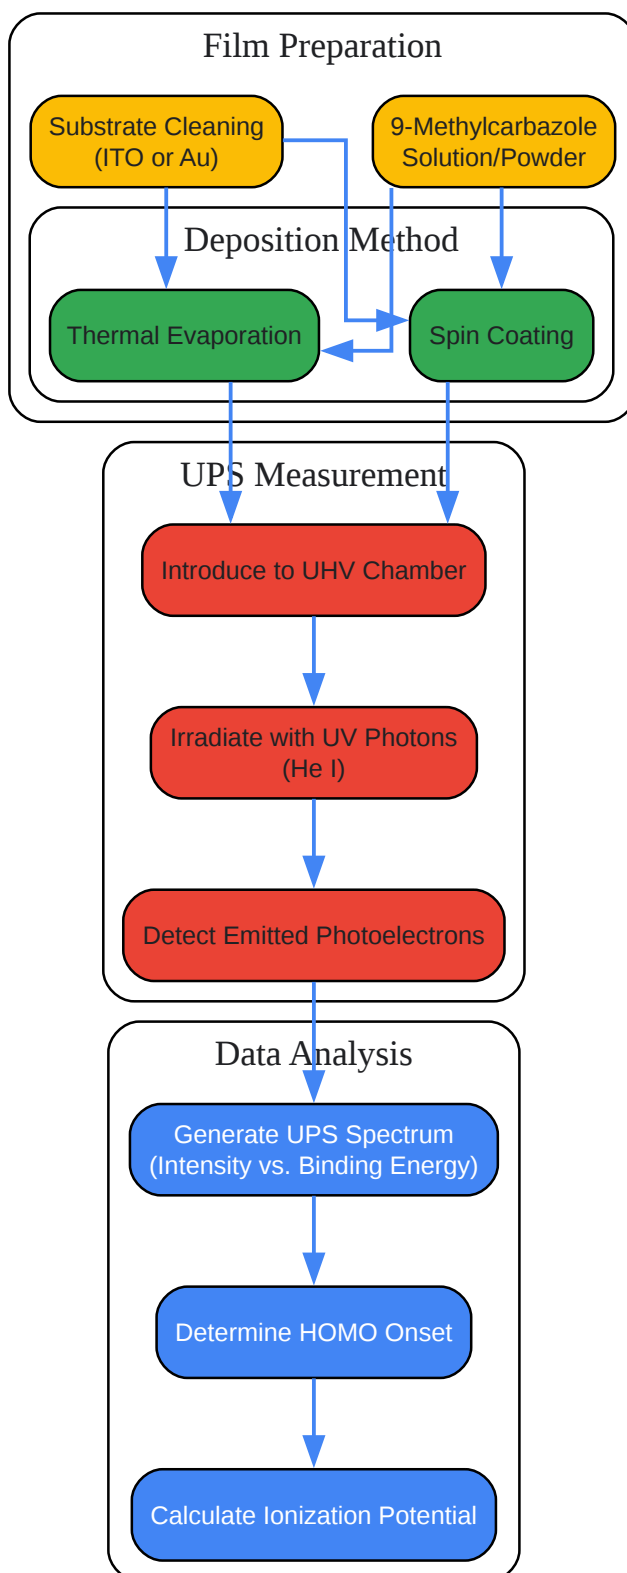 Film Preparation
Substrate Cleaning
(ITO or Au)
9-Methylcarbazole
Solution/Powder
Deposition Method
Thermal Evaporation
Spin Coating
UPS Measurement
Introduce to UHV Chamber
Irradiate with UV Photons
(He I)
Detect Emitted Photoelectrons
Data Analysis
Generate UPS Spectrum
(Intensity vs. Binding Energy)
Determine HOMO Onset
Calculate Ionization Potential